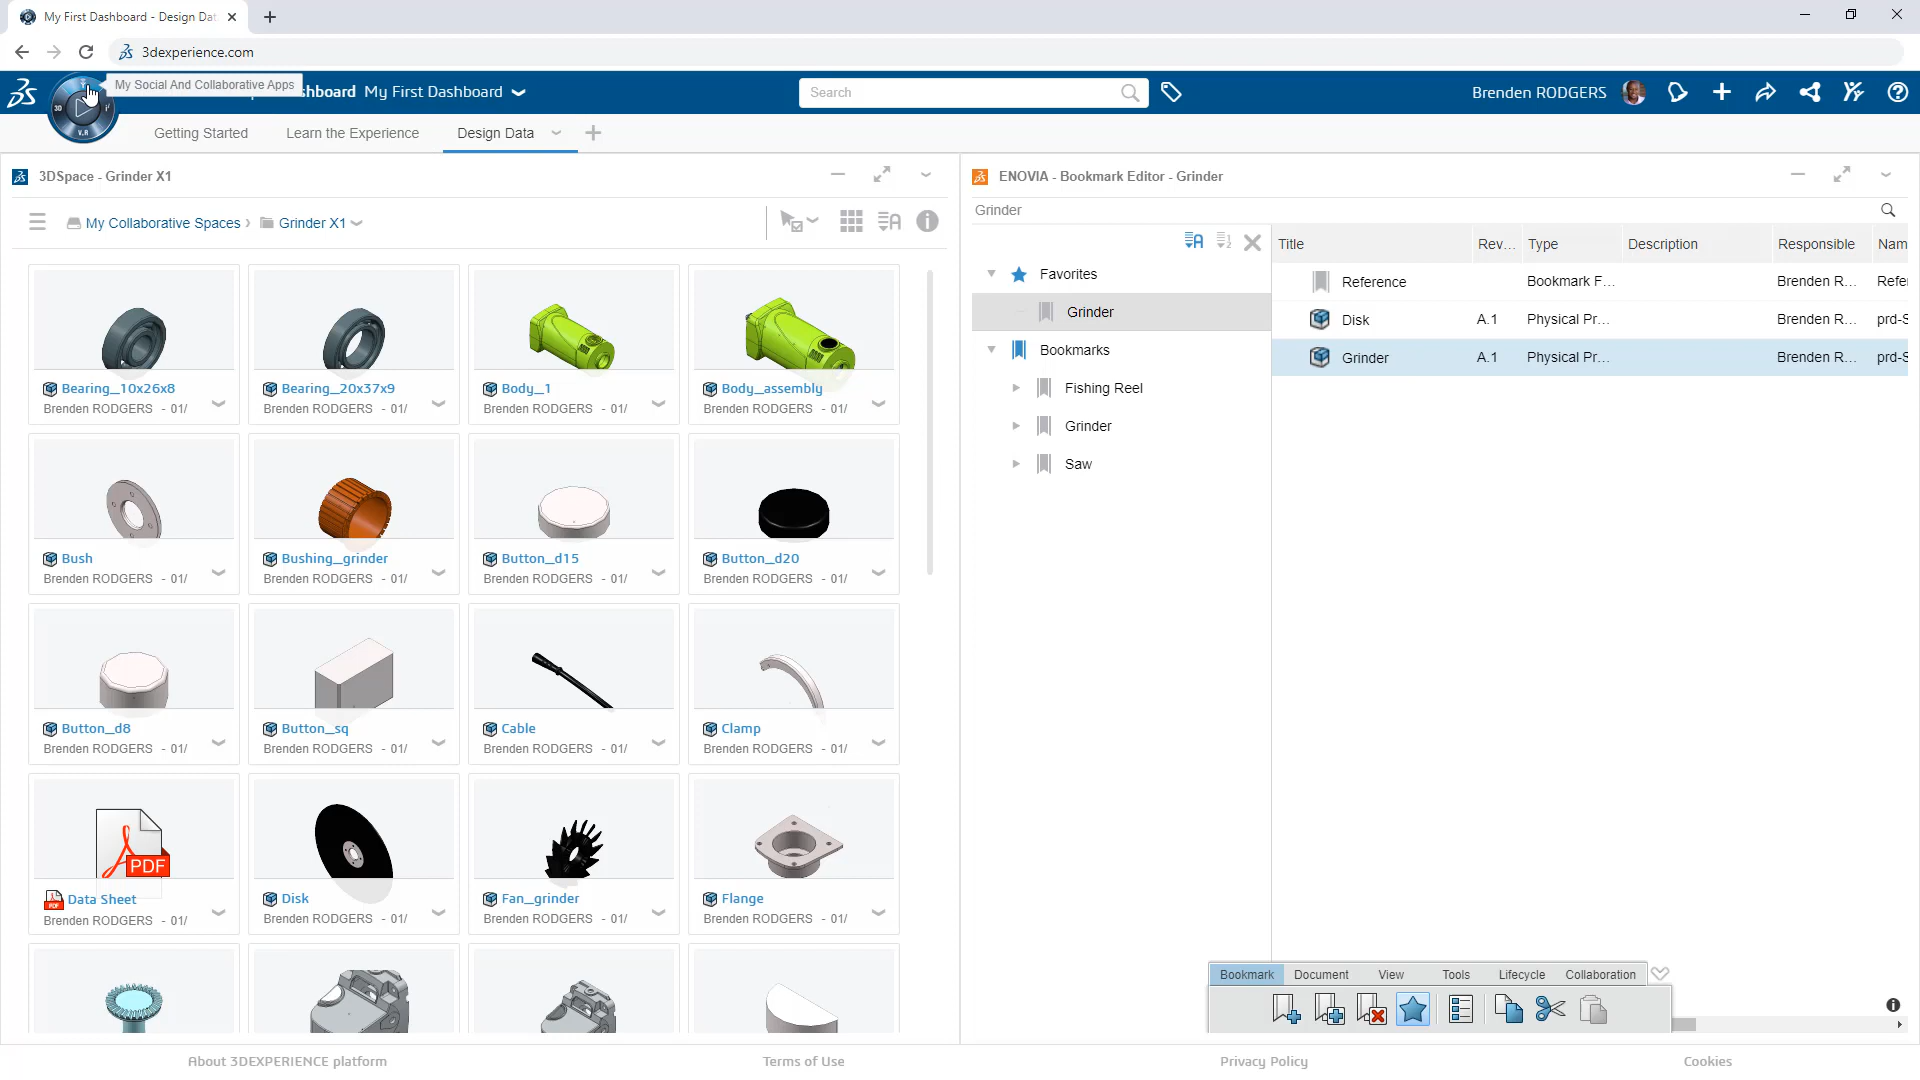 My First Dashboard - Design Dat
3dexperience.com
My Social And Collaborative Apps
hboard My First Dashboard
Search
Brenden RODGERS
3D
V.R
Getting Started
Learn the Experience
Design Data
3DSpace - Grinder X1
My Collaborative Spaces
Grinder X1
Bearing_10x26x8
Brenden RODGERS - 01/
Bearing_20x37x9
Brenden RODGERS - 01/
Body_1
Brenden RODGERS - 01/
Body_assembly
Brenden RODGERS - 01/
Bush
Brenden RODGERS - 01/
Bushing_grinder
Brenden RODGERS - 01/
Button_d15
Brenden RODGERS - 01/
Button_d20
Brenden RODGERS - 01/
Button_d8
Brenden RODGERS - 01/
Button_sq
Brenden RODGERS - 01/
Cable
Brenden RODGERS - 01/
Clamp
Brenden RODGERS - 01/
PDF
Data Sheet
Brenden RODGERS - 01/
Disk
Brenden RODGERS - 01/
Fan_grinder
Brenden RODGERS - 01/
Flange
Brenden RODGERS - 01/
ENOVIA - Bookmark Editor - Grinder
Grinder
Favorites
Grinder
Bookmarks
Fishing Reel
Grinder
Saw
Title Rev... Type Description Responsible Nam
Reference Bookmark F... Brenden R... Refer
Disk A.1 Physical Pr... Brenden R... prd-S
Grinder A.1 Physical Pr... Brenden R... prd-S
Bookmark Document View Tools Lifecycle Collaboration
About 3DEXPERIENCE platform
Terms of Use
Privacy Policy
Cookies